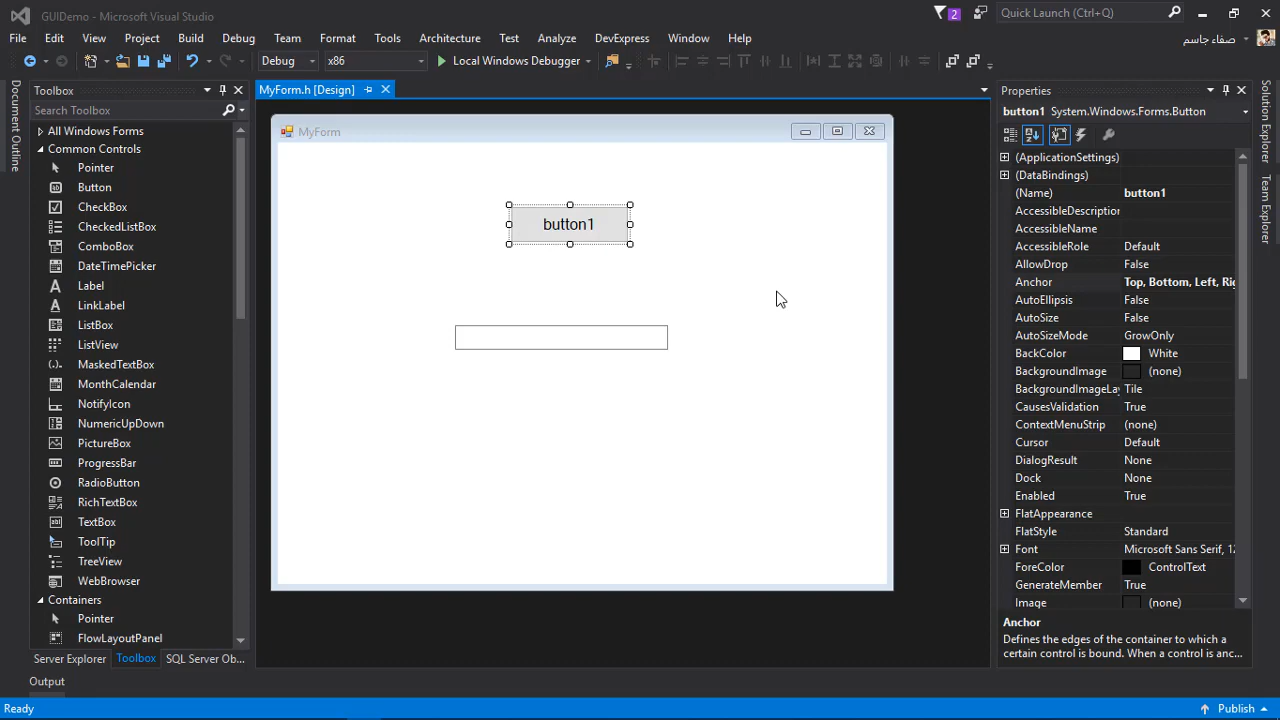 GUIDemo - Microsoft Visual Studio
2
Quick Launch (Ctrl+Q)
File Edit View Project Build Debug Team Format Tools Architecture Test Analyze DevExpress Window Help
صفاء جاسم
Debug x86 Local Windows Debugger
Document Outline
Toolbox
Search Toolbox
All Windows Forms
Common Controls
Pointer
Button
CheckBox
CheckedListBox
ComboBox
DateTimePicker
Label
LinkLabel
ListBox
ListView
MaskedTextBox
MonthCalendar
NotifyIcon
NumericUpDown
PictureBox
ProgressBar
RadioButton
RichTextBox
TextBox
ToolTip
TreeView
WebBrowser
Containers
Pointer
FlowLayoutPanel
Server Explorer Toolbox SQL Server Ob...
Output
MyForm.h [Design]
MyForm
button1
Properties
button1 System.Windows.Forms.Button
(ApplicationSettings)
(DataBindings)
(Name) button1
AccessibleDescription
AccessibleName
AccessibleRole Default
AllowDrop False
Anchor Top, Bottom, Left, Rig
AutoEllipsis False
AutoSize False
AutoSizeMode GrowOnly
BackColor White
BackgroundImage (none)
BackgroundImageLay Tile
CausesValidation True
ContextMenuStrip (none)
Cursor Default
DialogResult None
Dock None
Enabled True
FlatAppearance
FlatStyle Standard
Font Microsoft Sans Serif, 12
ForeColor ControlText
GenerateMember True
Image (none)
Anchor
Defines the edges of the container to which a
certain control is bound. When a control is anc...
Solution Explorer
Team Explorer
Ready
Publish